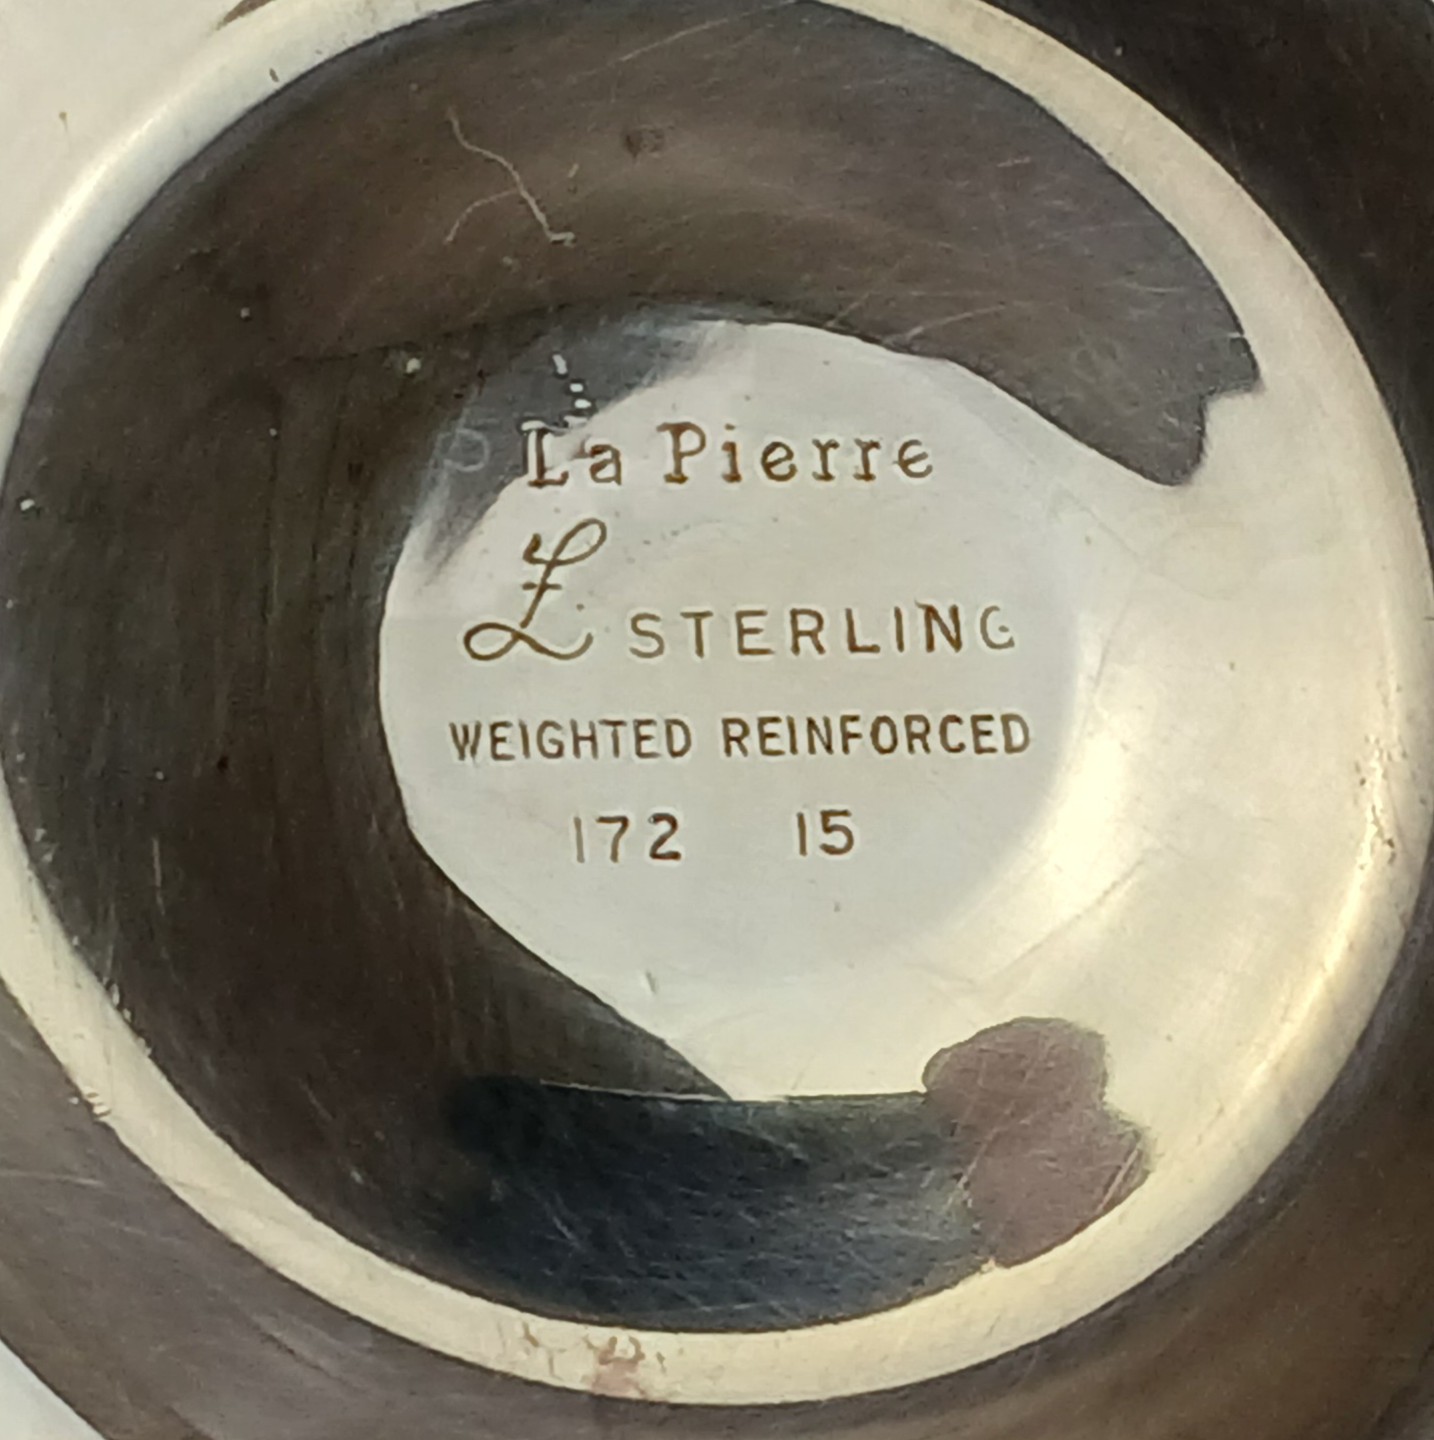 La Pierre
L STERLING
WEIGHTED REINFORCED
172 15